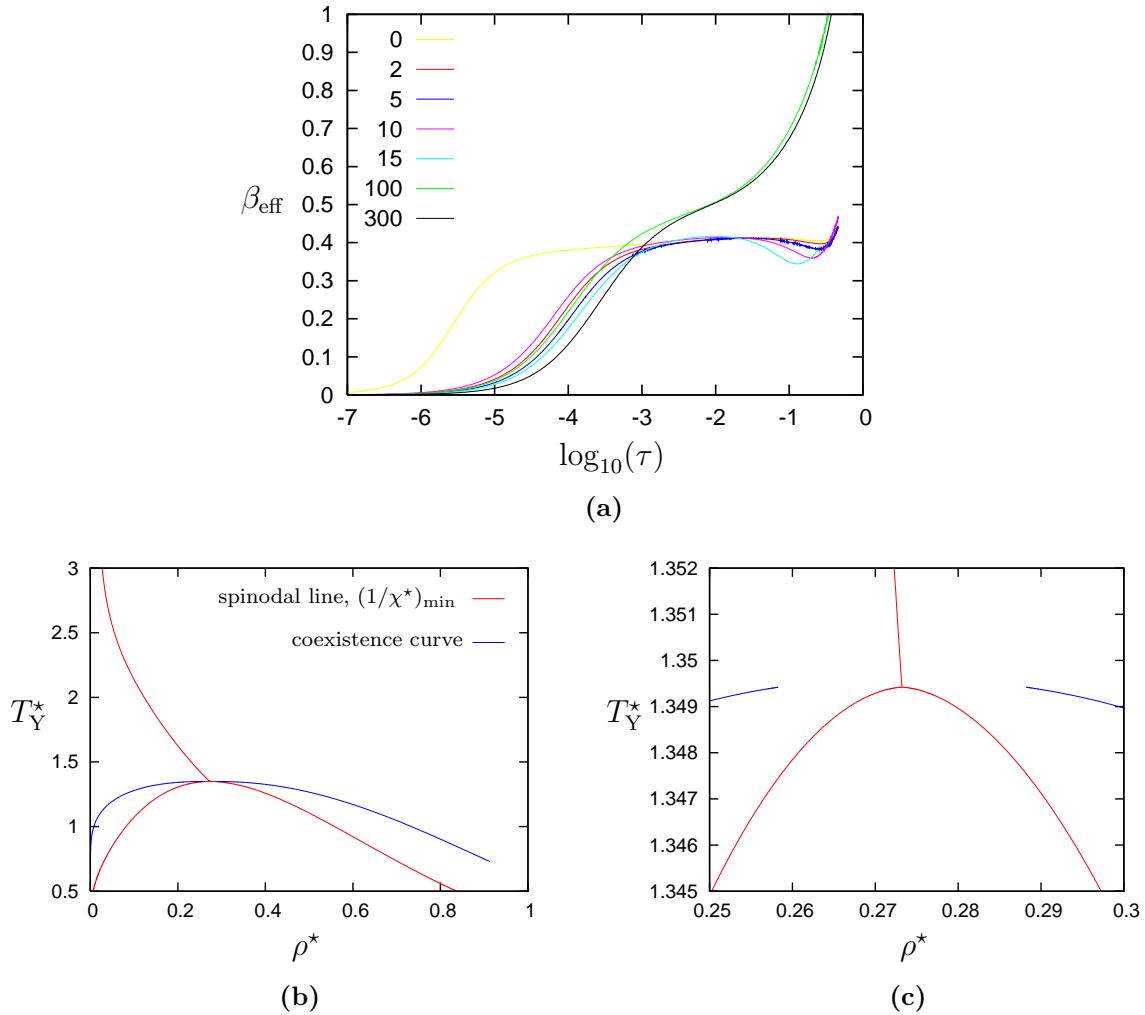 1
0.9
0.8
0.7
0.6
0.5
0.4
0.3
0.2
0.1
0
β_eff
0
2
5
10
15
100
300
-7 -6 -5 -4 -3 -2 -1 0
log₁₀(τ)
(a)
3
2.5
2
1.5
1
0.5
T_Y^⋆
spinodal line, (1/χ^⋆)_min
coexistence curve
0 0.2 0.4 0.6 0.8 1
ρ^⋆
(b)
1.352
1.351
1.35
1.349
1.348
1.347
1.346
1.345
T_Y^⋆
0.25 0.26 0.27 0.28 0.29 0.3
ρ^⋆
(c)